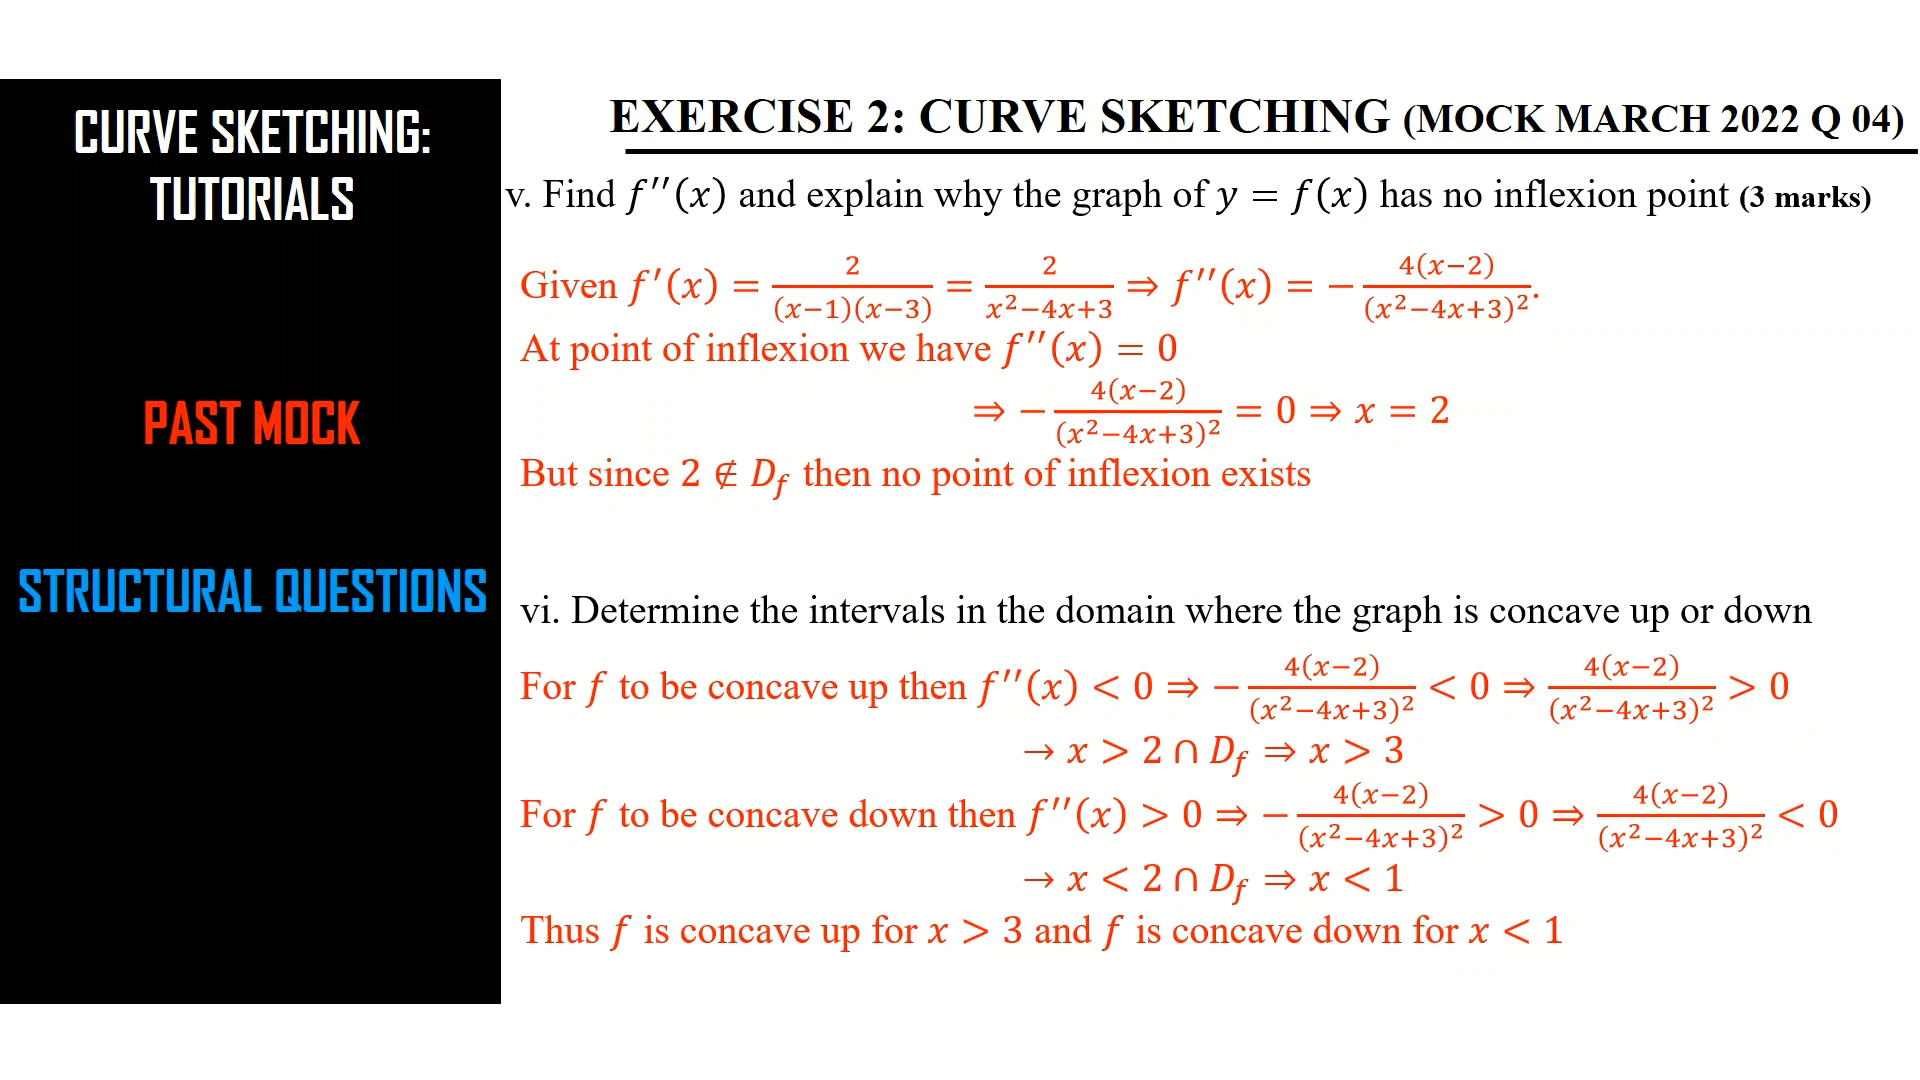 CURVE SKETCHING:
TUTORIALS
PAST MOCK
STRUCTURAL QUESTIONS
EXERCISE 2: CURVE SKETCHING (MOCK MARCH 2022 Q 04)
v. Find f′′(x) and explain why the graph of y = f(x) has no inflexion point (3 marks)
Given f′(x) = 2/((x−1)(x−3)) = 2/(x²−4x+3) ⇒ f′′(x) = − 4(x−2)/(x²−4x+3)².
At point of inflexion we have f′′(x) = 0
⇒ − 4(x−2)/(x²−4x+3)² = 0 ⇒ x = 2
But since 2 ∉ D_f then no point of inflexion exists
vi. Determine the intervals in the domain where the graph is concave up or down
For f to be concave up then f′′(x) < 0 ⇒ − 4(x−2)/(x²−4x+3)² < 0 ⇒ 4(x−2)/(x²−4x+3)² > 0
→ x > 2 ∩ D_f ⇒ x > 3
For f to be concave down then f′′(x) > 0 ⇒ − 4(x−2)/(x²−4x+3)² > 0 ⇒ 4(x−2)/(x²−4x+3)² < 0
→ x < 2 ∩ D_f ⇒ x < 1
Thus f is concave up for x > 3 and f is concave down for x < 1